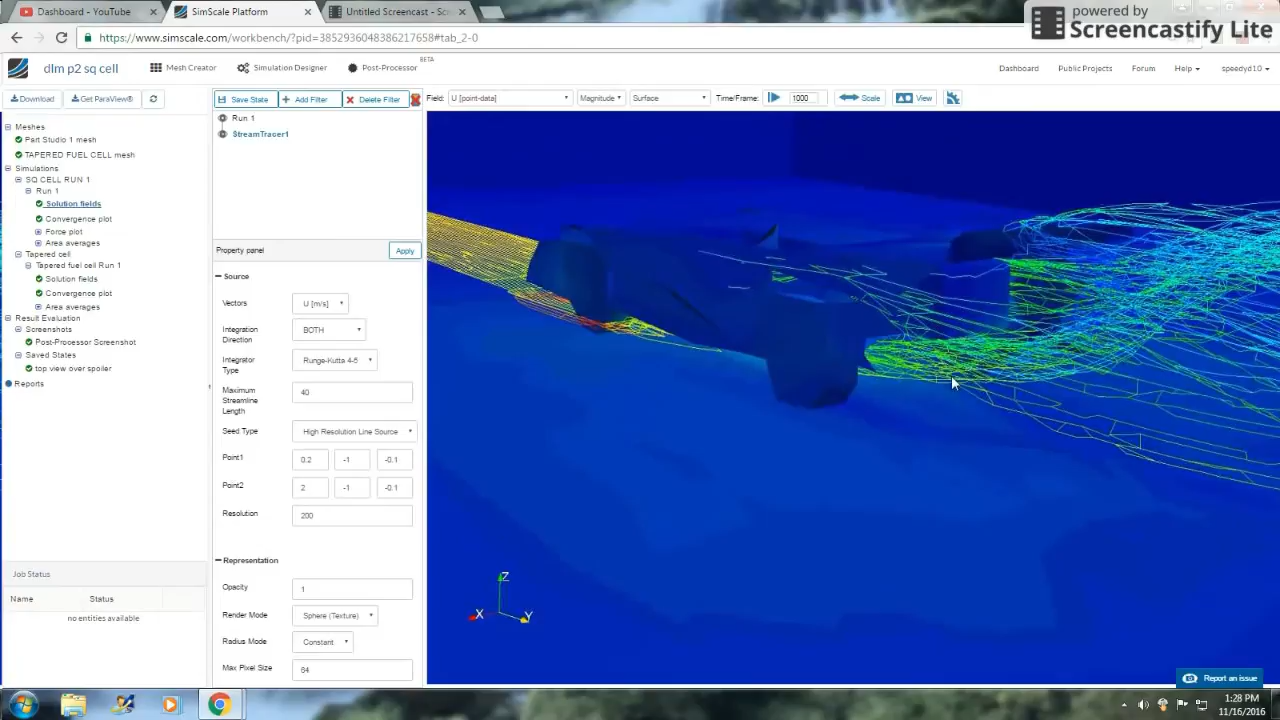 Dashboard - YouTube
SimScale Platform
Untitled Screencast - Scr
powered by
Screencastify Lite
https://www.simscale.com/workbench/?pid=3852938048386217658#tab_2-0
dlm p2 sq cell
Mesh Creator
Simulation Designer
Post-Processor
BETA
Dashboard
Public Projects
Forum
Help
speedyd10
Download
Get ParaView®
Save State
Add Filter
Delete Filter
Field:
U [point-data]
Magnitude
Surface
Time/Frame:
1000
Scale
View
Meshes
Part Studio 1 mesh
TAPERED FUEL CELL mesh
Simulations
SQ CELL RUN 1
Run 1
Solution fields
Convergence plot
Force plot
Area averages
Tapered cell
Tapered fuel cell Run 1
Solution fields
Convergence plot
Area averages
Result Evaluation
Screenshots
Post-Processor Screenshot
Saved States
top view over spoiler
Reports
Job Status
Name Status
no entities available
Run 1
StreamTracer1
Property panel
Apply
Source
Vectors
U [m/s]
Integration
Direction
BOTH
Integrator
Type
Runge-Kutta 4-5
Maximum
Streamline
Length
40
Seed Type
High Resolution Line Source
Point1
0.2 -1 -0.1
Point2
2 -1 -0.1
Resolution
200
Representation
Opacity
1
Render Mode
Sphere (Texture)
Radius Mode
Constant
Max Pixel Size
64
Z
X
Y
Report an issue
1:28 PM
11/16/2016